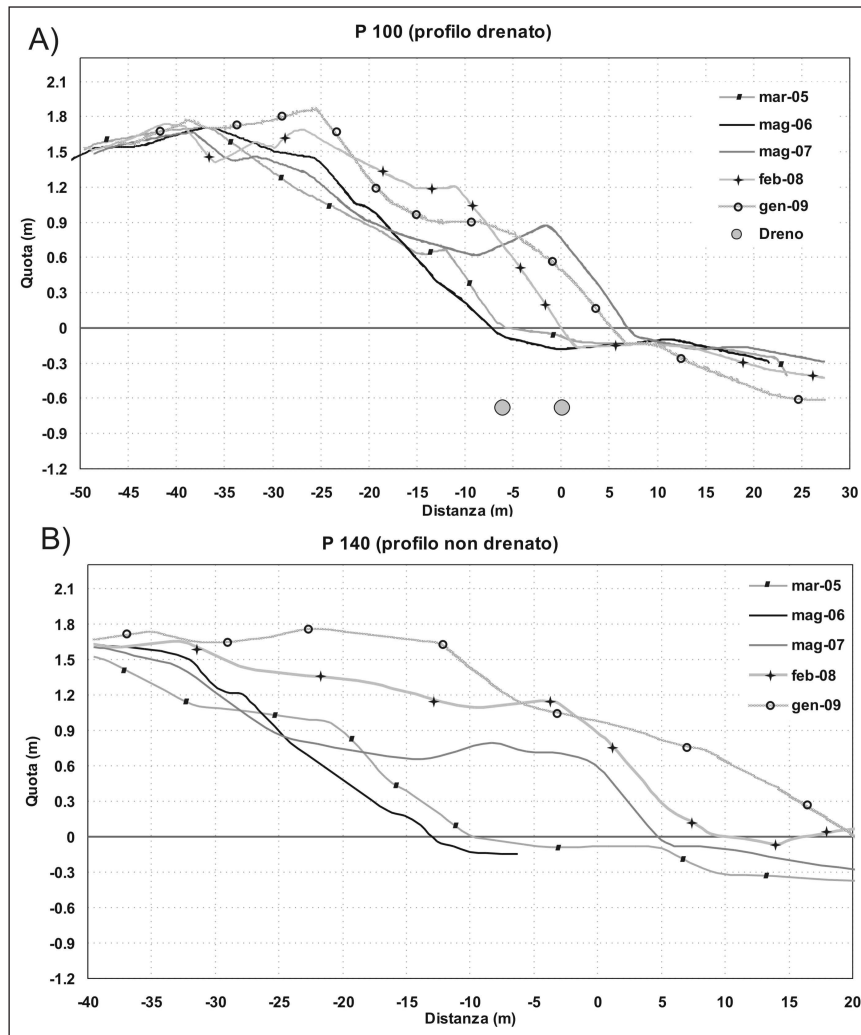 A)
P 100 (profilo drenato)
Quota (m)
2.1
1.8
1.5
1.2
0.9
0.6
0.3
0
-0.3
-0.6
-0.9
-1.2
mar-05
mag-06
mag-07
feb-08
gen-09
Dreno
-50 -45 -40 -35 -30 -25 -20 -15 -10 -5 0 5 10 15 20 25 30
Distanza (m)
B)
P 140 (profilo non drenato)
Quota (m)
2.1
1.8
1.5
1.2
0.9
0.6
0.3
0
-0.3
-0.6
-0.9
-1.2
mar-05
mag-06
mag-07
feb-08
gen-09
-40 -35 -30 -25 -20 -15 -10 -5 0 5 10 15 20
Distanza (m)